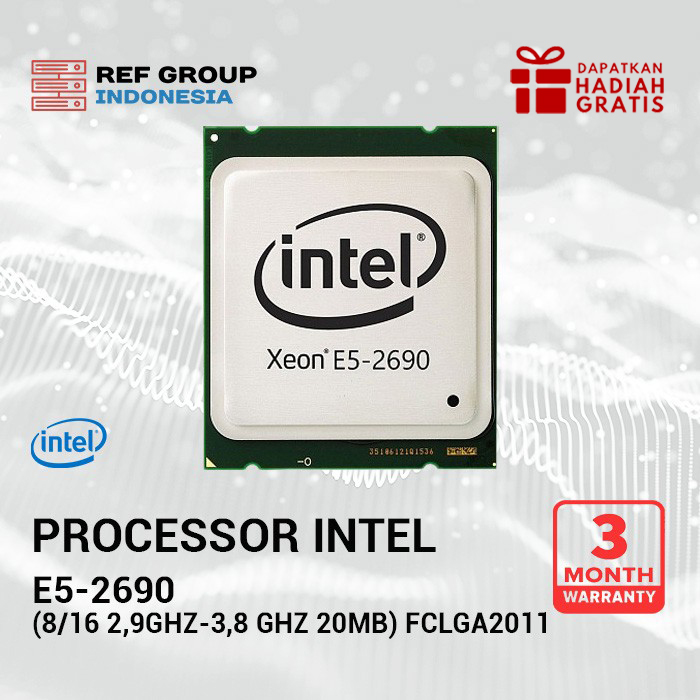 REF GROUP
INDONESIA
DAPATKAN
HADIAH
GRATIS
intel®
Xeon® E5-2690
35106121Q1536
-O
intel
PROCESSOR INTEL
E5-2690
(8/16 2,9GHZ-3,8 GHZ 20MB) FCLGA2011
3
MONTH
WARRANTY